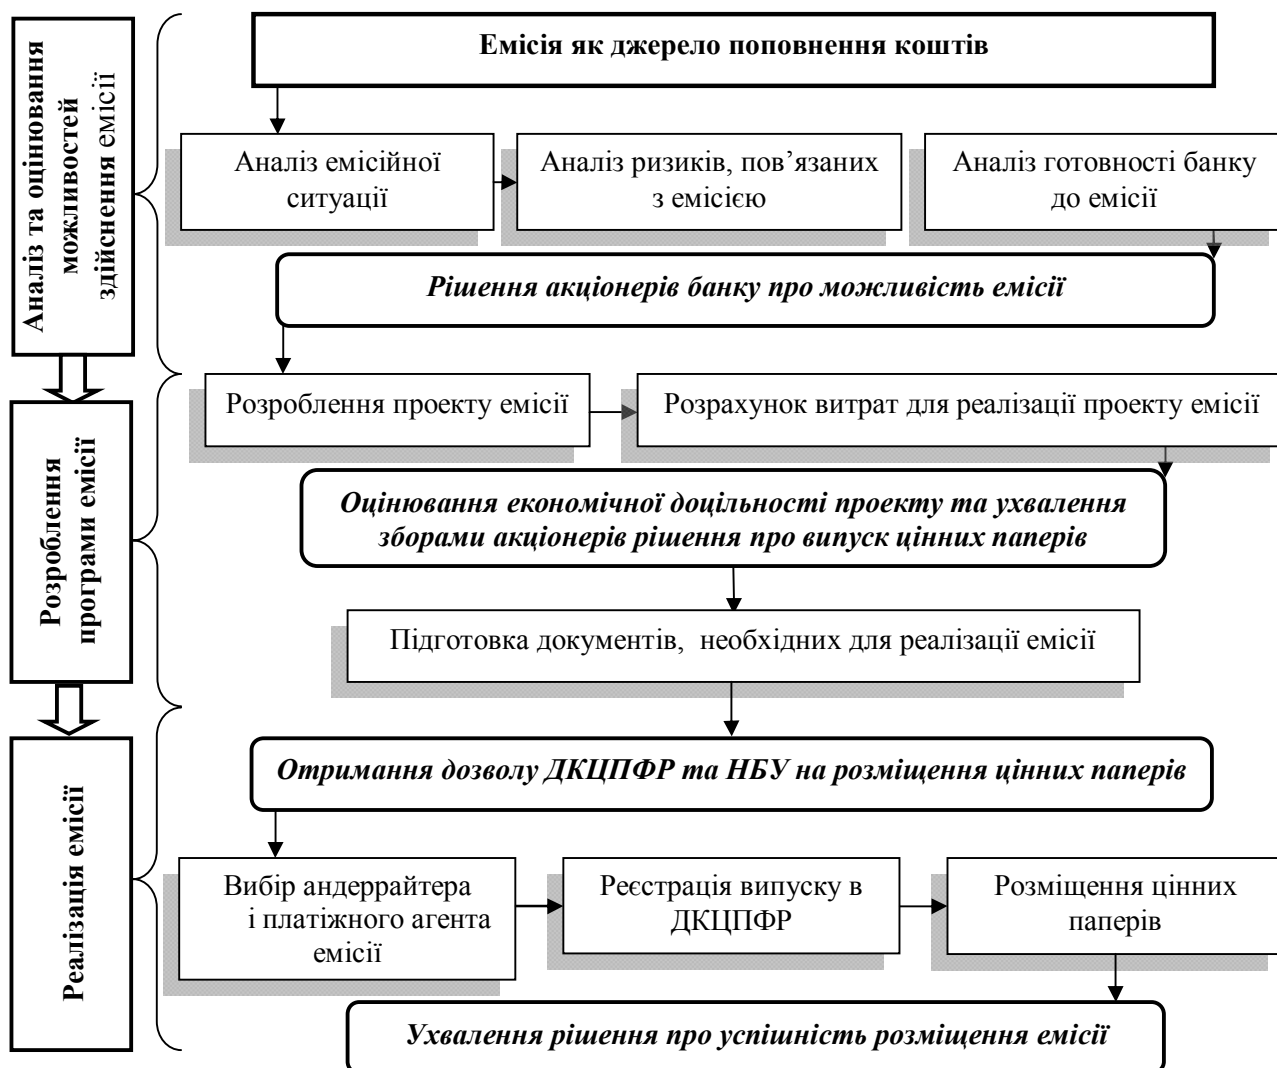 Аналіз та оцінювання
можливостей
здійснення емісії
Емісія як джерело поповнення коштів
Аналіз емісійної
ситуації
Аналіз ризиків, пов’язаних
з емісією
Аналіз готовності банку
до емісії
Рішення акціонерів банку про можливість емісії
Розроблення
програми емісії
Розроблення проекту емісії
Розрахунок витрат для реалізації проекту емісії
Оцінювання економічної доцільності проекту та ухвалення
зборами акціонерів рішення про випуск цінних паперів
Підготовка документів, необхідних для реалізації емісії
Реалізація емісії
Отримання дозволу ДКЦПФР та НБУ на розміщення цінних паперів
Вибір андеррайтера
і платіжного агента
емісії
Реєстрація випуску в
ДКЦПФР
Розміщення цінних
паперів
Ухвалення рішення про успішність розміщення емісії